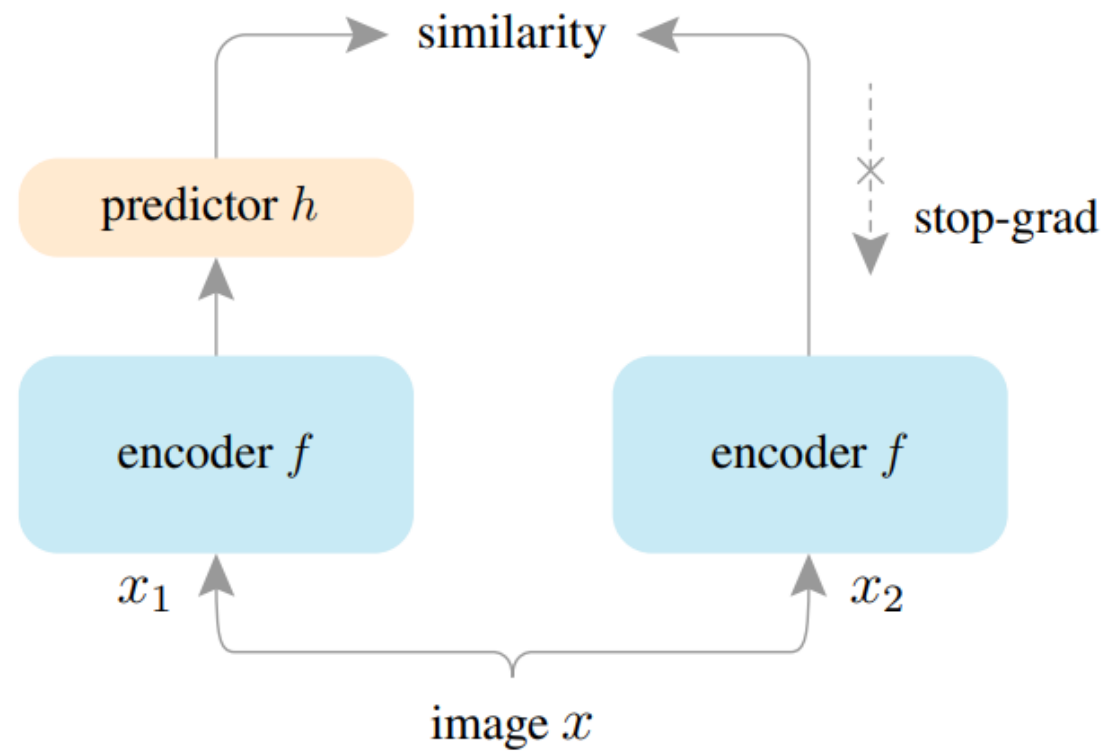 similarity
predictor h
stop-grad
encoder f
encoder f
x₁
x₂
image x